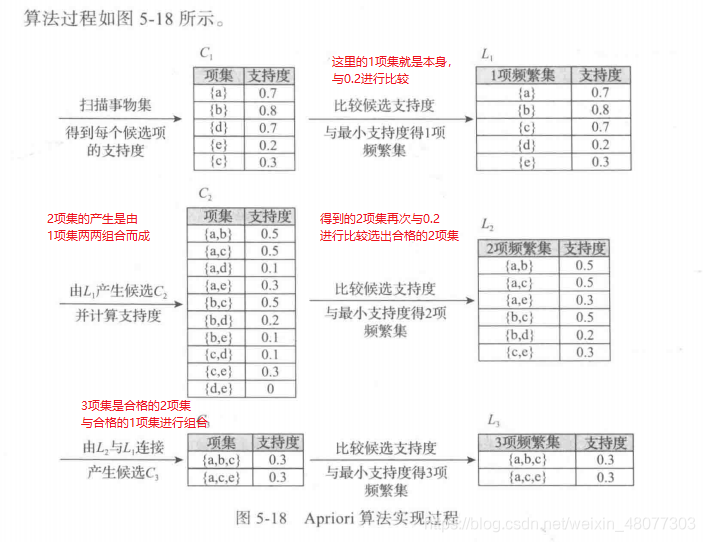 算法过程如图 5-18 所示。
C₁
项集 支持度
{a} 0.7
{b} 0.8
{d} 0.7
{e} 0.2
{c} 0.3
扫描事物集
得到每个候选项
的支持度
这里的1项集就是本身，
与0.2进行比较
比较候选支持度
与最小支持度得1项
频繁集
L₁
1项频繁集 支持度
{a} 0.7
{b} 0.8
{c} 0.7
{d} 0.2
{e} 0.3
2项集的产生是由
1项集两两组合而成
由L₁产生候选C₂
并计算支持度
C₂
项集 支持度
{a,b} 0.5
{a,c} 0.5
{a,d} 0.1
{a,e} 0.3
{b,c} 0.5
{b,d} 0.2
{b,e} 0.1
{c,d} 0.1
{c,e} 0.3
{d,e} 0
得到的2项集再次与0.2
进行比较选出合格的2项集
比较候选支持度
与最小支持度得2项
频繁集
L₂
2项频繁集 支持度
{a,b} 0.5
{a,c} 0.5
{a,e} 0.3
{b,c} 0.5
{b,d} 0.2
{c,e} 0.3
3项集是合格的2项集
与合格的1项集进行组合
由L₂与L₁连接
产生候选C₃
项集 支持度
{a,b,c} 0.3
{a,c,e} 0.3
比较候选支持度
与最小支持度得3项
频繁集
L₃
3项频繁集 支持度
{a,b,c} 0.3
{a,c,e} 0.3
图 5-18 Apriori 算法实现过程
https://blog.csdn.net/weixin_48077303